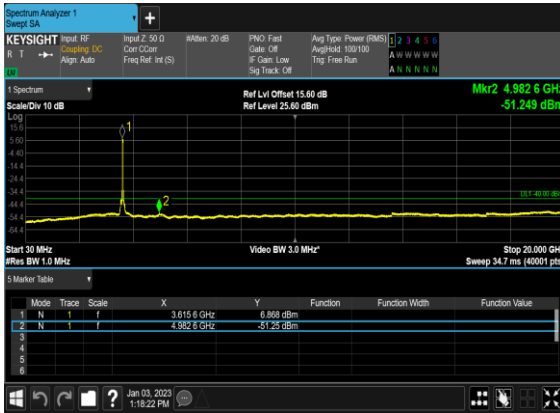 Spectrum Analyzer 1
Swept SA
+
KEYSIGHT Input: RF Input Z: 50 Ω #Atten: 20 dB PNO: Fast Avg Type: Power (RMS) 1 2 3 4 5 6
R T Coupling: DC Corr CCorr Gate: Off Avg|Hold: 100/100 A W W W W W
Align: Auto Freq Ref: Int (S) IF Gain: Low Trig: Free Run
Sig Track: Off A N N N N N
1 Spectrum Ref Lvl Offset 15.60 dB Mkr2 4.982 6 GHz
Scale/Div 10 dB Ref Level 25.60 dBm -51.249 dBm
Log
15.6
5.60
-4.40
-14.4
-24.4
-34.4
-44.4
-54.4
-64.4
1
2
DL1 -40.00 dBm
Start 30 MHz Video BW 3.0 MHz* Stop 20.000 GHz
#Res BW 1.0 MHz Sweep 34.7 ms (40001 pts)
5 Marker Table
Mode Trace Scale X Y Function Function Width Function Value
1 N 1 f 3.615 6 GHz 6.868 dBm
2 N 1 f 4.982 6 GHz -51.25 dBm
3
4
5
6
? Jan 03, 2023
1:18:22 PM